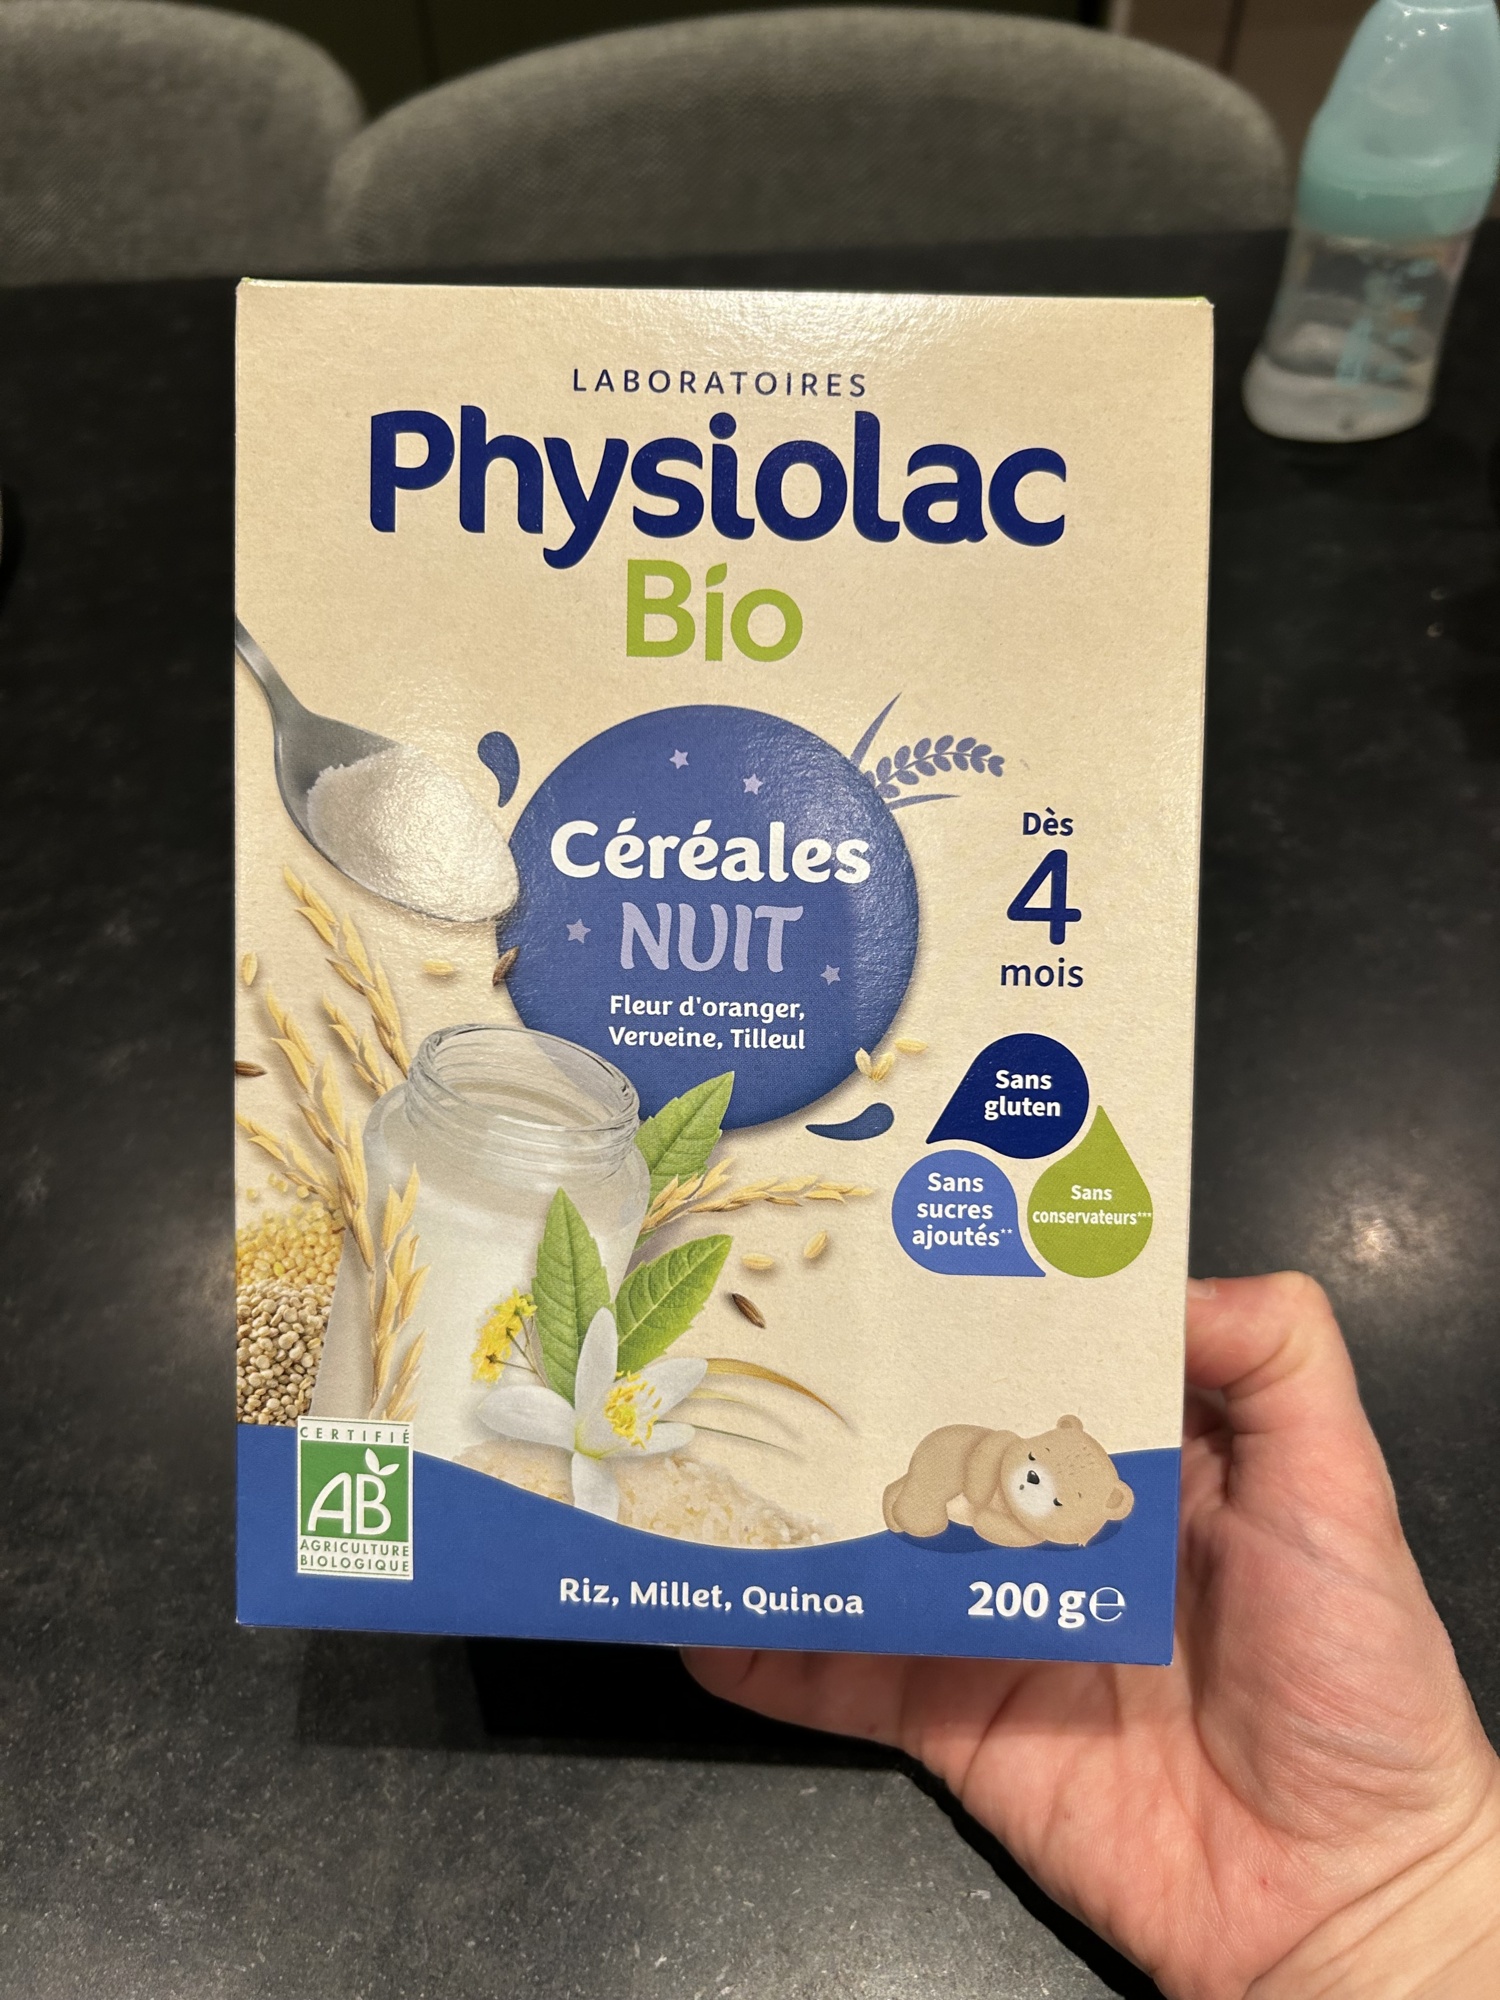 LABORATOIRES
Physiolac
Bio
Céréales
NUIT
Fleur d'oranger,
Verveine, Tilleul
Dès
4
mois
Sans
gluten
Sans
sucres
ajoutés**
Sans
conservateurs***
CERTIFIÉ
AB
AGRICULTURE
BIOLOGIQUE
Riz, Millet, Quinoa
200 g℮